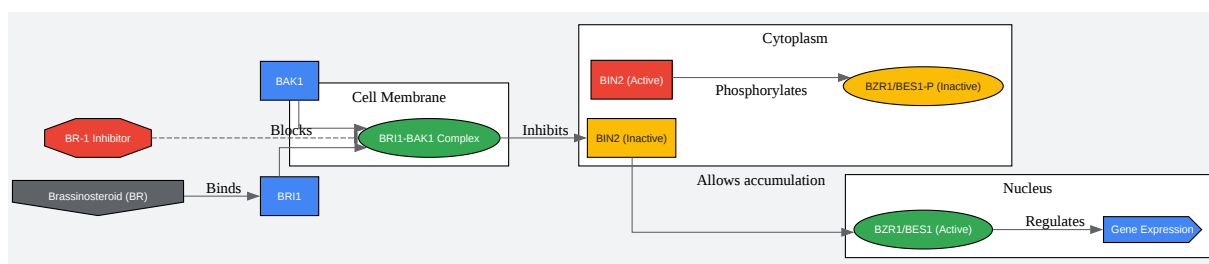 Cytoplasm
BAK1
BIN2 (Active)
Phosphorylates
BZR1/BES1-P (Inactive)
Cell Membrane
BR-1 Inhibitor
Blocks
BRI1-BAK1 Complex
Inhibits
BIN2 (Inactive)
Allows accumulation
Brassinosteroid (BR)
Binds
BRI1
Nucleus
BZR1/BES1 (Active)
Regulates
Gene Expression